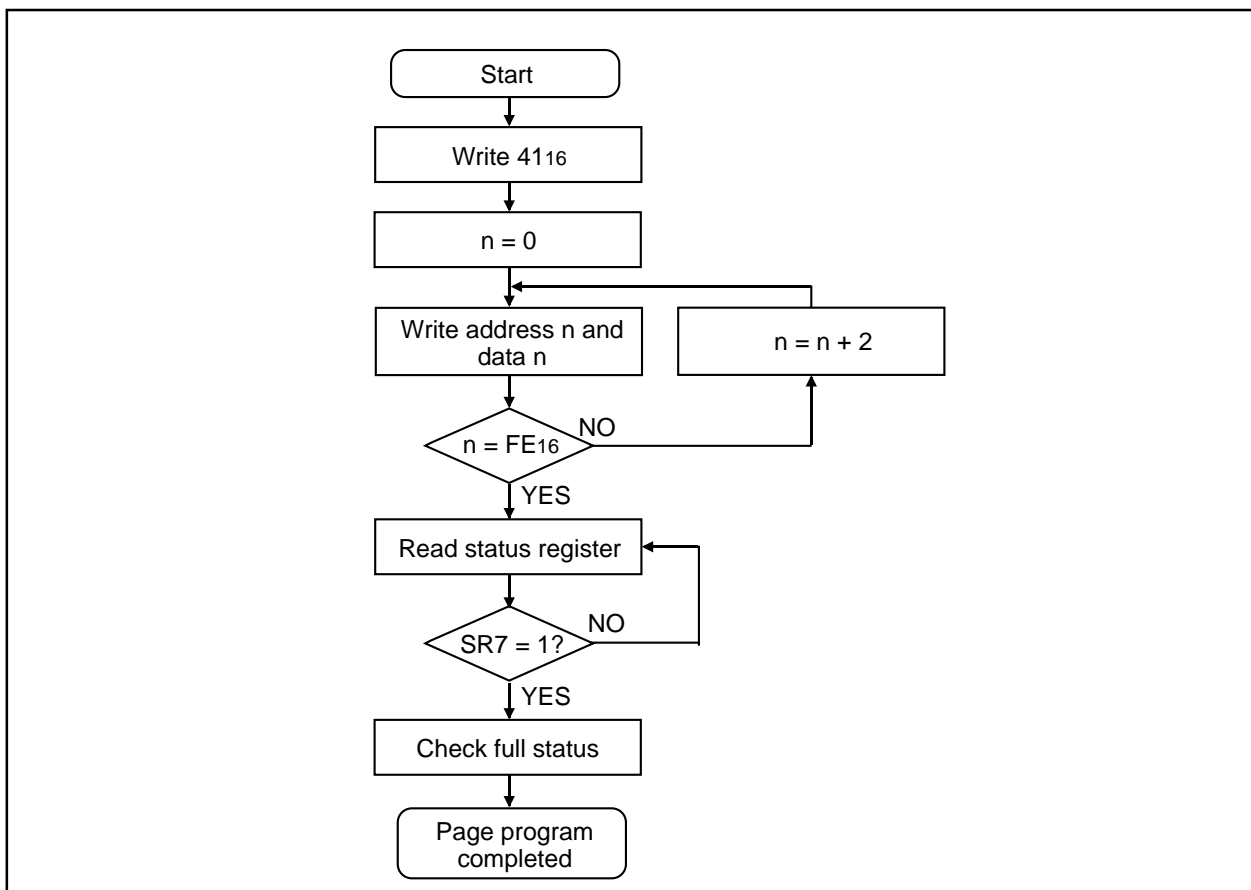 Start
Write 4116
n = 0
Write address n and
data n
n = n + 2
n = FE16
NO
YES
Read status register
SR7 = 1?
NO
YES
Check full status
Page program
completed